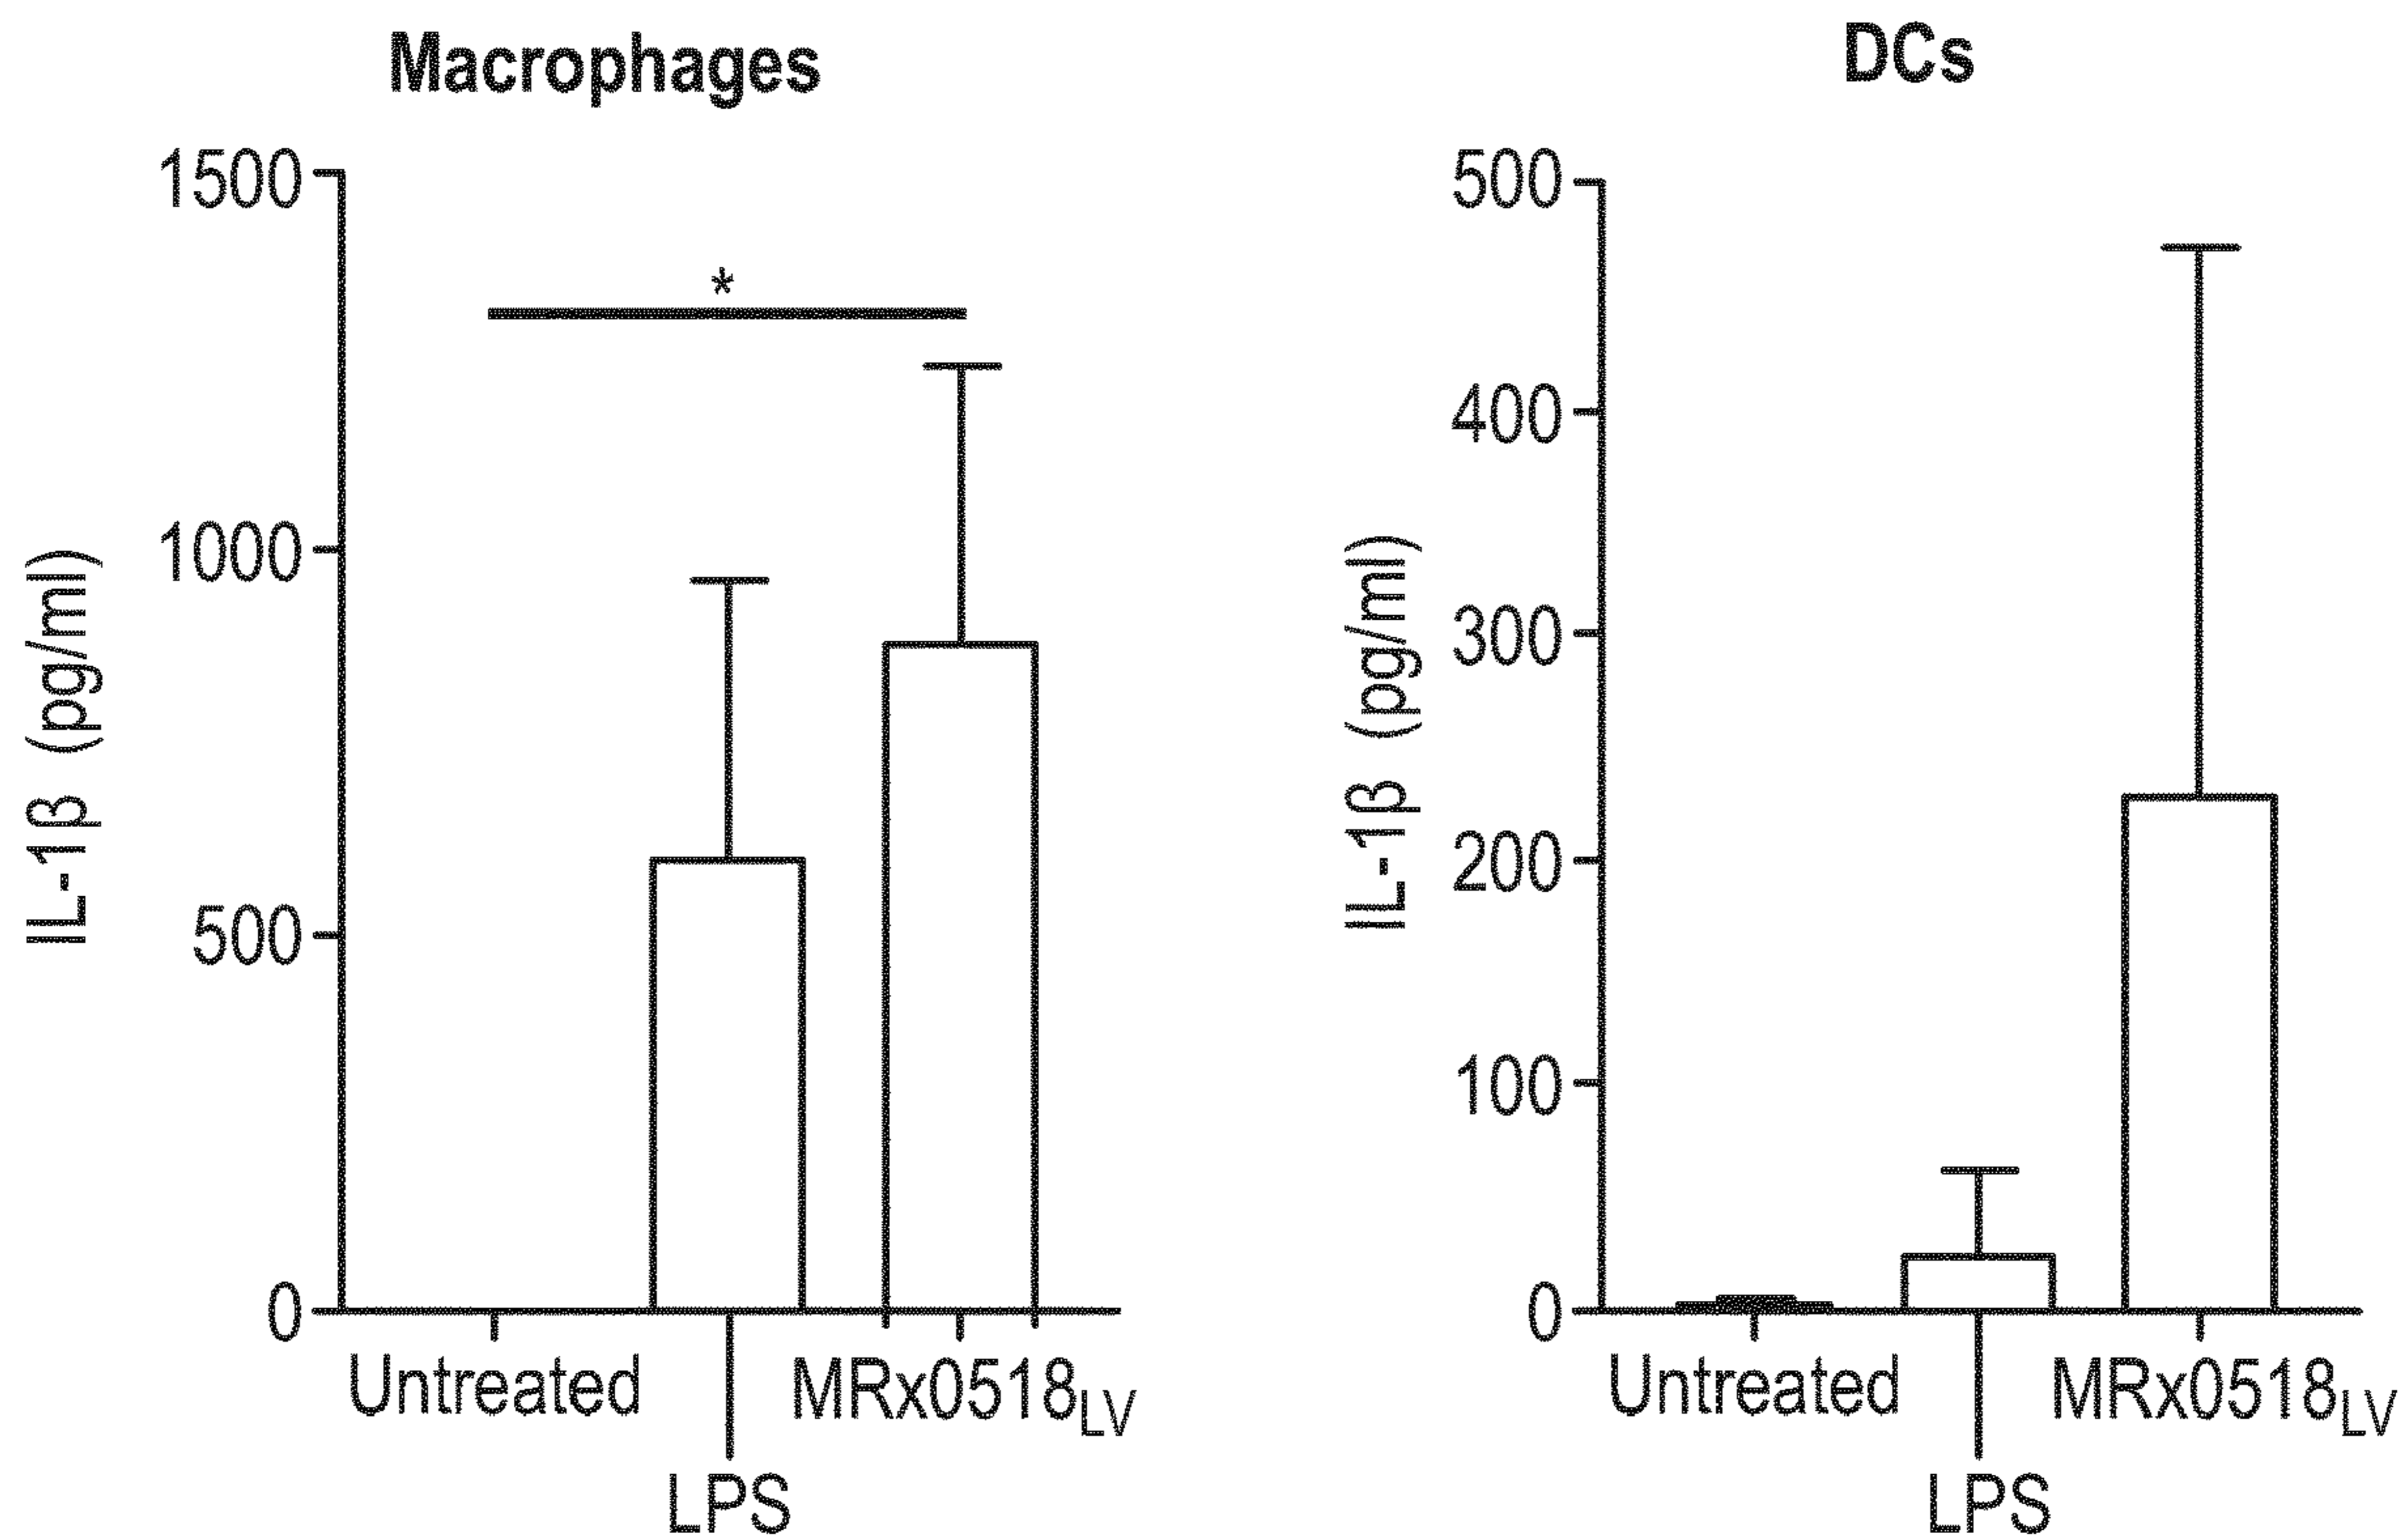 Macrophages
IL-1β (pg/ml)
1500
1000
500
0
*
Untreated
LPS
MRx0518LV
DCs
IL-1β (pg/ml)
500
400
300
200
100
0
Untreated
LPS
MRx0518LV